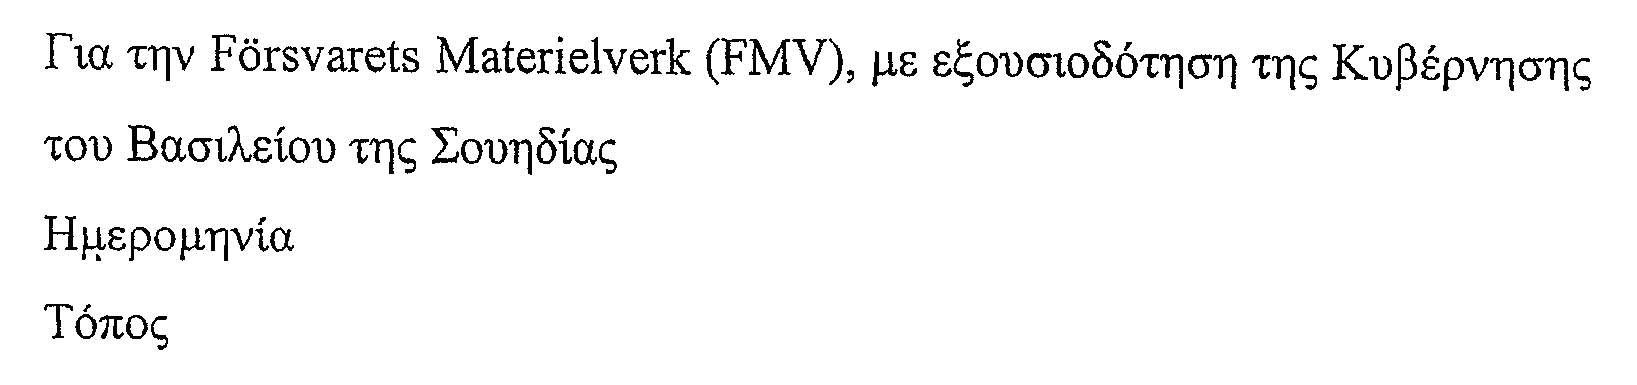 Για την Försvarets Materielverk (FMV), με εξουσιοδότηση της Κυβέρνησης
του Βασιλείου της Σουηδίας
Ημερομηνία
Τόπος